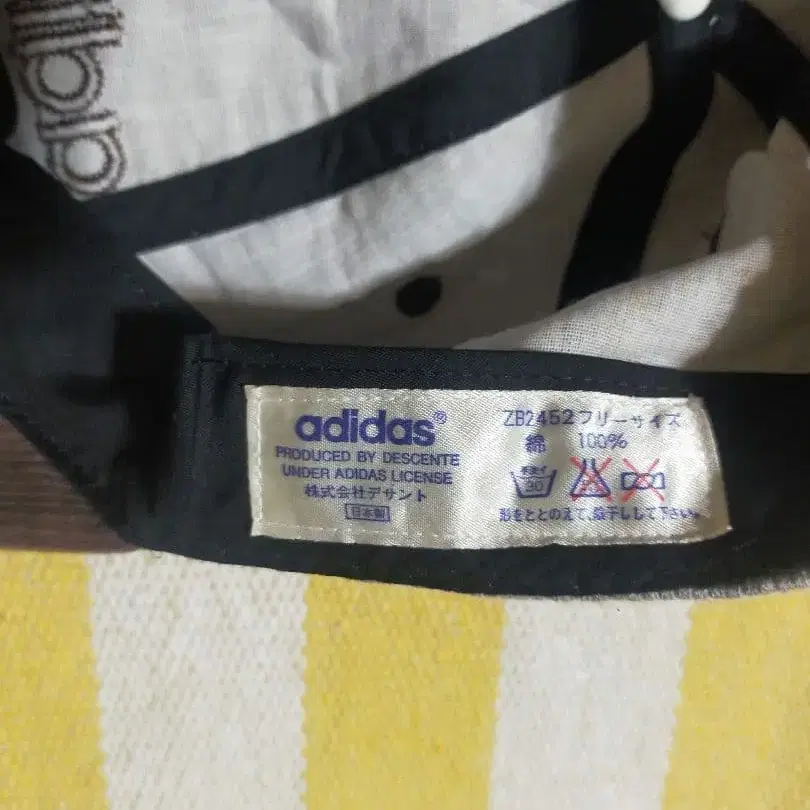 adidas®
PRODUCED BY DESCENTE
UNDER ADIDAS LICENSE
株式会社デサント
日本製
ZB2452フリーサイズ
綿 100%
30
形をととのえて、陰干しして下さい。